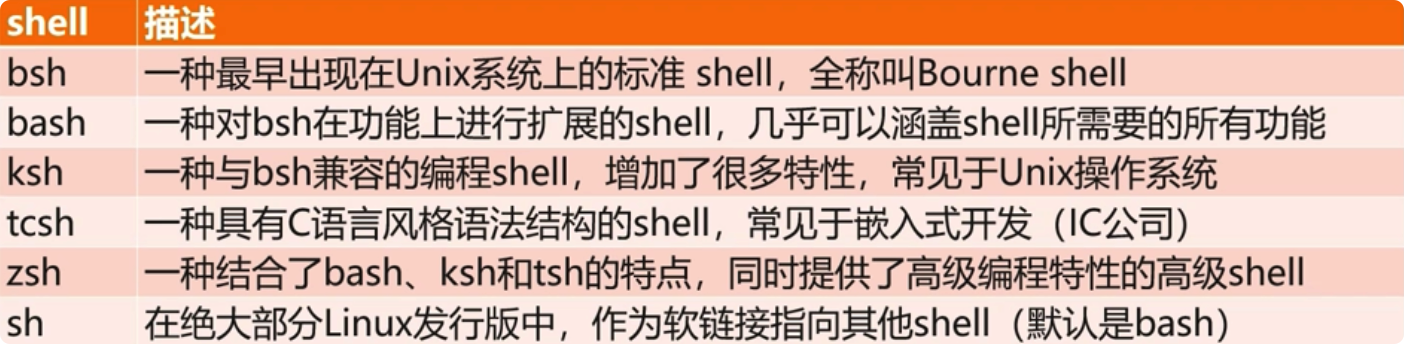 shell 描述
bsh 一种最早出现在Unix系统上的标准 shell，全称叫Bourne shell
bash 一种对bsh在功能上进行扩展的shell，几乎可以涵盖shell所需要的所有功能
ksh 一种与bsh兼容的编程shell，增加了很多特性，常见于Unix操作系统
tcsh 一种具有C语言风格语法结构的shell，常见于嵌入式开发（IC公司）
zsh 一种结合了bash、ksh和tsh的特点，同时提供了高级编程特性的高级shell
sh 在绝大部分Linux发行版中，作为软链接指向其他shell（默认是bash）